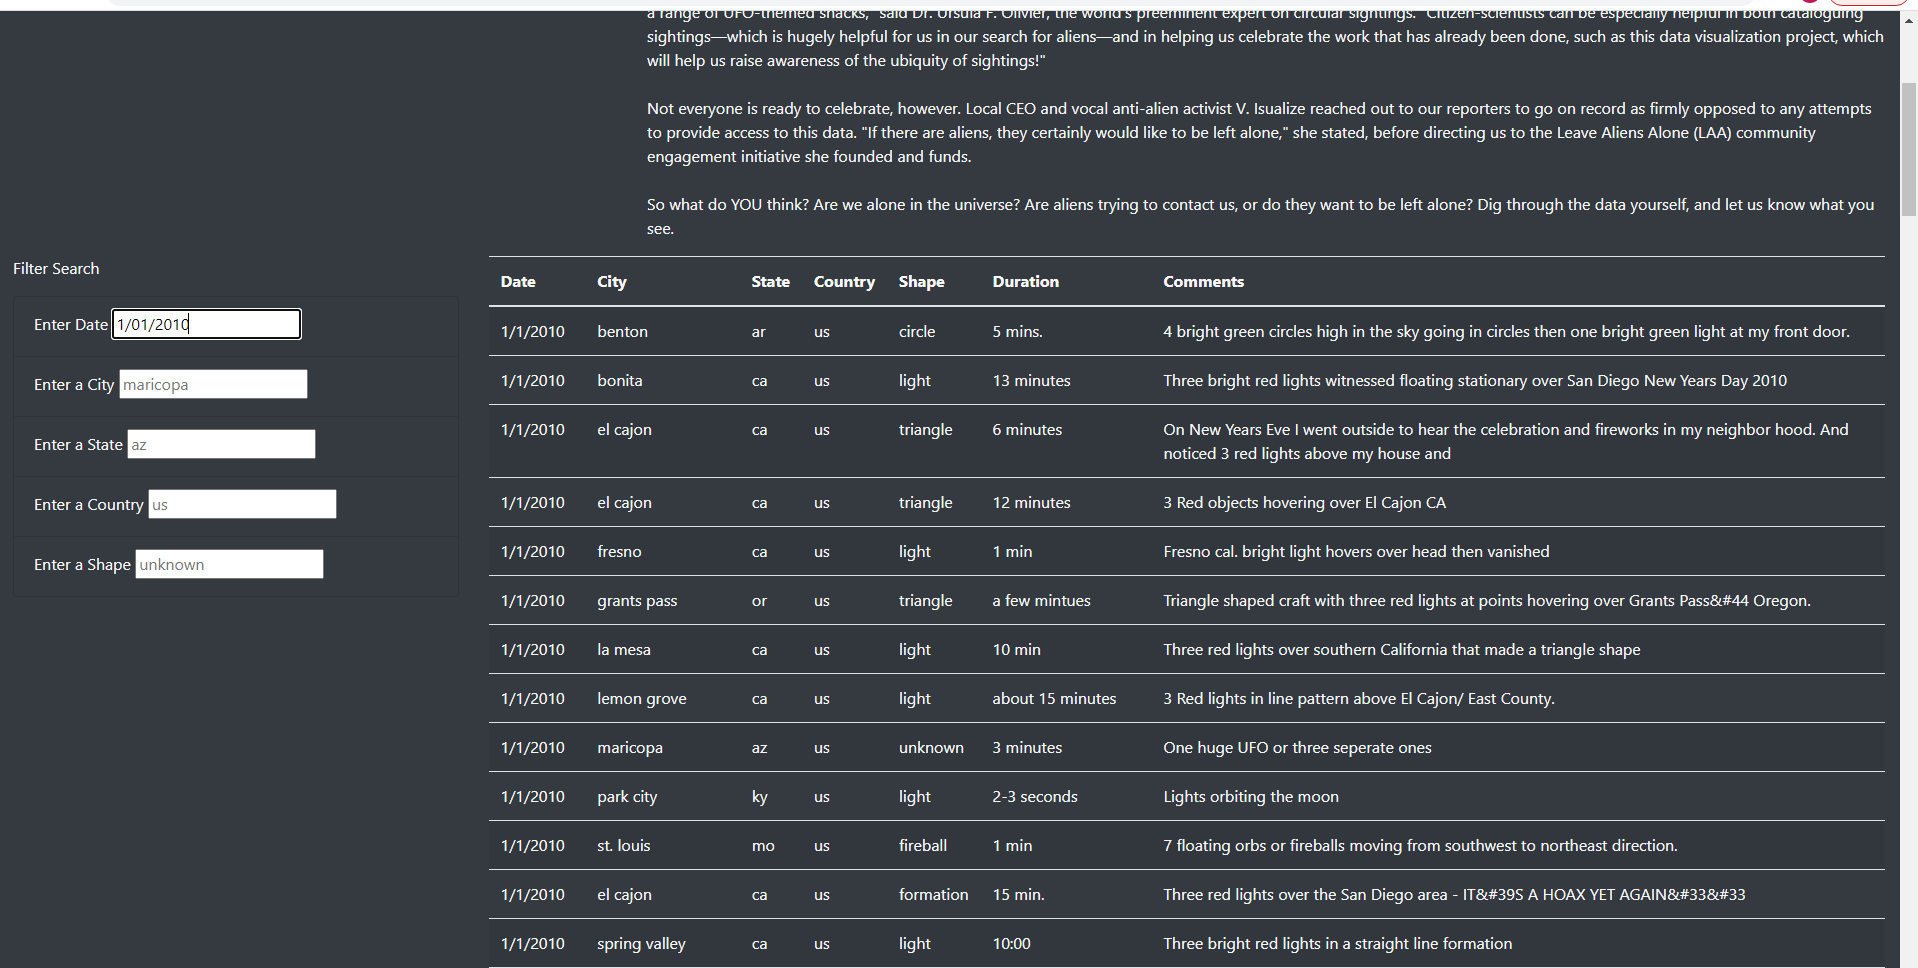 a range of UFO-themed snacks," said Dr. Ursula F. Olivier, the world's preeminent expert on circular sightings. "Citizen-scientists can be especially helpful in both cataloguing
sightings—which is hugely helpful for us in our search for aliens—and in helping us celebrate the work that has already been done, such as this data visualization project, which
will help us raise awareness of the ubiquity of sightings!"
Not everyone is ready to celebrate, however. Local CEO and vocal anti-alien activist V. Isualize reached out to our reporters to go on record as firmly opposed to any attempts
to provide access to this data. "If there are aliens, they certainly would like to be left alone," she stated, before directing us to the Leave Aliens Alone (LAA) community
engagement initiative she founded and funds.
So what do YOU think? Are we alone in the universe? Are aliens trying to contact us, or do they want to be left alone? Dig through the data yourself, and let us know what you
see.
Filter Search
Enter Date 1/01/2010
Enter a City maricopa
Enter a State az
Enter a Country us
Enter a Shape unknown
Date City State Country Shape Duration Comments
1/1/2010 benton ar us circle 5 mins. 4 bright green circles high in the sky going in circles then one bright green light at my front door.
1/1/2010 bonita ca us light 13 minutes Three bright red lights witnessed floating stationary over San Diego New Years Day 2010
1/1/2010 el cajon ca us triangle 6 minutes On New Years Eve I went outside to hear the celebration and fireworks in my neighbor hood. And
noticed 3 red lights above my house and
1/1/2010 el cajon ca us triangle 12 minutes 3 Red objects hovering over El Cajon CA
1/1/2010 fresno ca us light 1 min Fresno cal. bright light hovers over head then vanished
1/1/2010 grants pass or us triangle a few mintues Triangle shaped craft with three red lights at points hovering over Grants Pass&#44 Oregon.
1/1/2010 la mesa ca us light 10 min Three red lights over southern California that made a triangle shape
1/1/2010 lemon grove ca us light about 15 minutes 3 Red lights in line pattern above El Cajon/ East County.
1/1/2010 maricopa az us unknown 3 minutes One huge UFO or three seperate ones
1/1/2010 park city ky us light 2-3 seconds Lights orbiting the moon
1/1/2010 st. louis mo us fireball 1 min 7 floating orbs or fireballs moving from southwest to northeast direction.
1/1/2010 el cajon ca us formation 15 min. Three red lights over the San Diego area - IT&#39S A HOAX YET AGAIN&#33&#33
1/1/2010 spring valley ca us light 10:00 Three bright red lights in a straight line formation